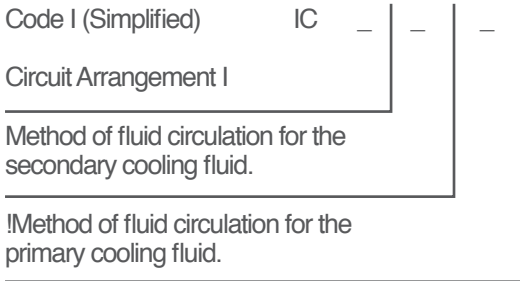 Code I (Simplified) IC _ _ _
Circuit Arrangement I
Method of fluid circulation for the
secondary cooling fluid.
!Method of fluid circulation for the
primary cooling fluid.